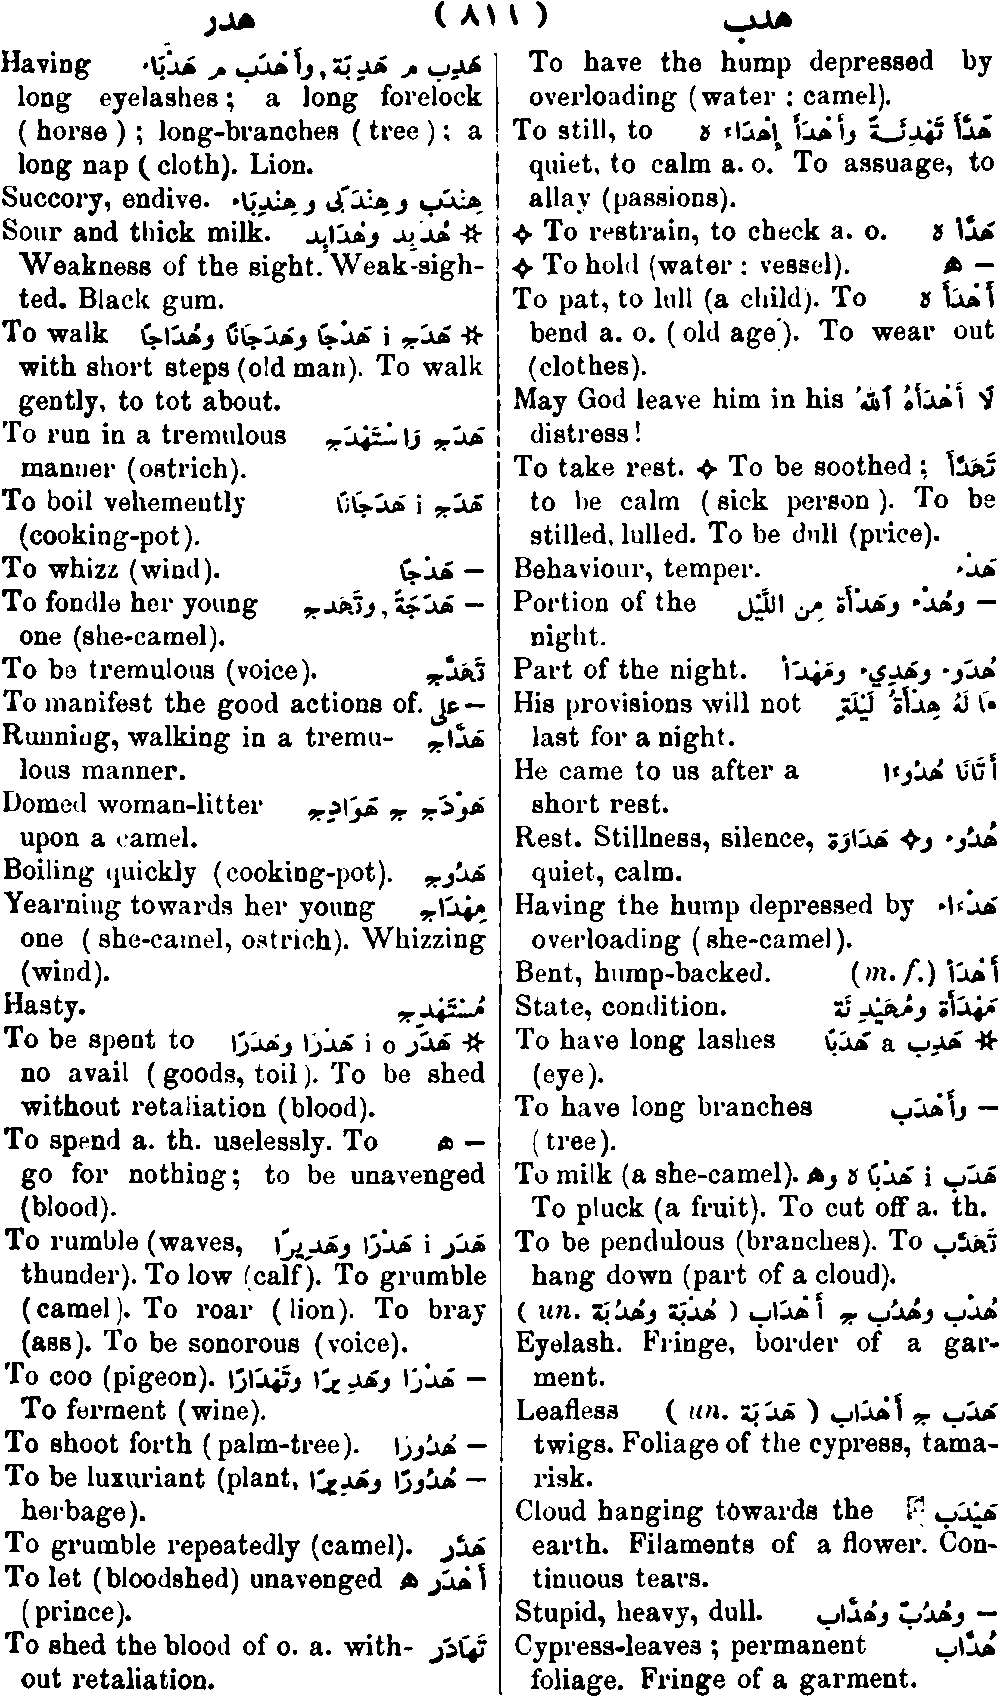 هدر (٨١١) هدب
To have the hump depressed by
overloading (water : camel).
To still, to هَدَّأَ تَهْدِئَةً وأَهْدَأَ إِهْدَاء ه
quiet, to calm a. o. To assuage, to
allay (passions).
✧ To restrain, to check a. o. هَدَّأ ه
✧ To hold (water : vessel). — ه
To pat, to lull (a child). To أَهْدَأَ ه
bend a. o. (old age). To wear out
(clothes).
May God leave him in his لَا أَهْدَأَهُ ٱللهُ
distress!
To take rest. ✧ To be soothed; تَهَدَّأَ
to be calm (sick person). To be
stilled, lulled. To be dull (price).
Behaviour, temper. هَدْء
Portion of the — وهُدْء وهَدْأَة مِن اللَّيْل
night.
Part of the night. هُدُوء وهَدِيء ومَهْدَأ
His provisions will not مَا لَهُ هِدْأَةُ لَيْلَةٍ
last for a night.
He came to us after a أَتَانَا هُدُوءًا
short rest.
Rest. Stillness, silence, هُدُوء و✧ هَدَاوَة
quiet, calm.
Having the hump depressed by هَدْءَاء
overloading (she-camel).
Bent, hump-backed. أَهْدَأ (m. f.)
State, condition. مَهْدَأَة ومُهَيْدِئَة
To have long lashes ✻ هَدِب a هَدَبًا
(eye).
To have long branches — وأَهْدَب
(tree).
To milk (a she-camel). هَدَب i هَدْبًا ه وه
To pluck (a fruit). To cut off a. th.
To be pendulous (branches). To تَهَدَّب
hang down (part of a cloud).
هُدْب وهُدُب ج أَهْدَاب ( هُدْبَة وهُدُبَة .un )
Eyelash. Fringe, border of a gar-
ment.
Leafless هَدَب ج أَهْدَاب ( هَدَبَة .un )
twigs. Foliage of the cypress, tama-
risk.
Cloud hanging towards the هَيْدَب
earth. Filaments of a flower. Con-
tinuous tears.
Stupid, heavy, dull. — وهُدُبّ وهُدَّاب
Cypress-leaves; permanent هُدَّاب
foliage. Fringe of a garment.
Having هَدِب م هَدِبَة, وأَهْدَب م هَدْبَاء
long eyelashes; a long forelock
(horse); long-branches (tree); a
long nap (cloth). Lion.
Succory, endive. هِنْدَب وهِنْدَبَى وهِنْدِبَاء
Sour and thick milk. ✻ هُدَبِد وهُدَابِد
Weakness of the sight. Weak-sigh-
ted. Black gum.
To walk ✻ هَدَج i هَدْجًا وهَدَجَانًا وهُدَاجًا
with short steps (old man). To walk
gently, to tot about.
To run in a tremulous هَدَج وَاسْتَهْدَج
manner (ostrich).
To boil vehemently هَدَج i هَدَجَانًا
(cooking-pot).
To whizz (wind). — هَدْجًا
To fondle her young — هَدَجَةً, وتَهَدَّج
one (she-camel).
To be tremulous (voice). تَهَدَّج
To manifest the good actions of. — عَلى
Running, walking in a tremu- هَدَّاج
lous manner.
Domed woman-litter هَوْدَج ج هَوَادِج
upon a camel.
Boiling quickly (cooking-pot). هَدُوج
Yearning towards her young مِهْدَاج
one (she-camel, ostrich). Whizzing
(wind).
Hasty. مُسْتَهْدِج
To be spent to ✻ هَدَر i o هَدْرًا وهَدَرًا
no avail (goods, toil). To be shed
without retaliation (blood).
To spend a. th. uselessly. To — ه
go for nothing; to be unavenged
(blood).
To rumble (waves, هَدَر i هَدْرًا وهَدِيرًا
thunder). To low (calf). To grumble
(camel). To roar (lion). To bray
(ass). To be sonorous (voice).
To coo (pigeon). — هَدْرًا وهَدِيرًا وتَهْدَارًا
To ferment (wine).
To shoot forth (palm-tree). — هُدُورًا
To be luxuriant (plant, — هُدُورًا وهَدِيرًا
herbage).
To grumble repeatedly (camel). هَدَّر
To let (bloodshed) unavenged أَهْدَر ه
(prince).
To shed the blood of o. a. with- تَهَادَر
out retaliation.